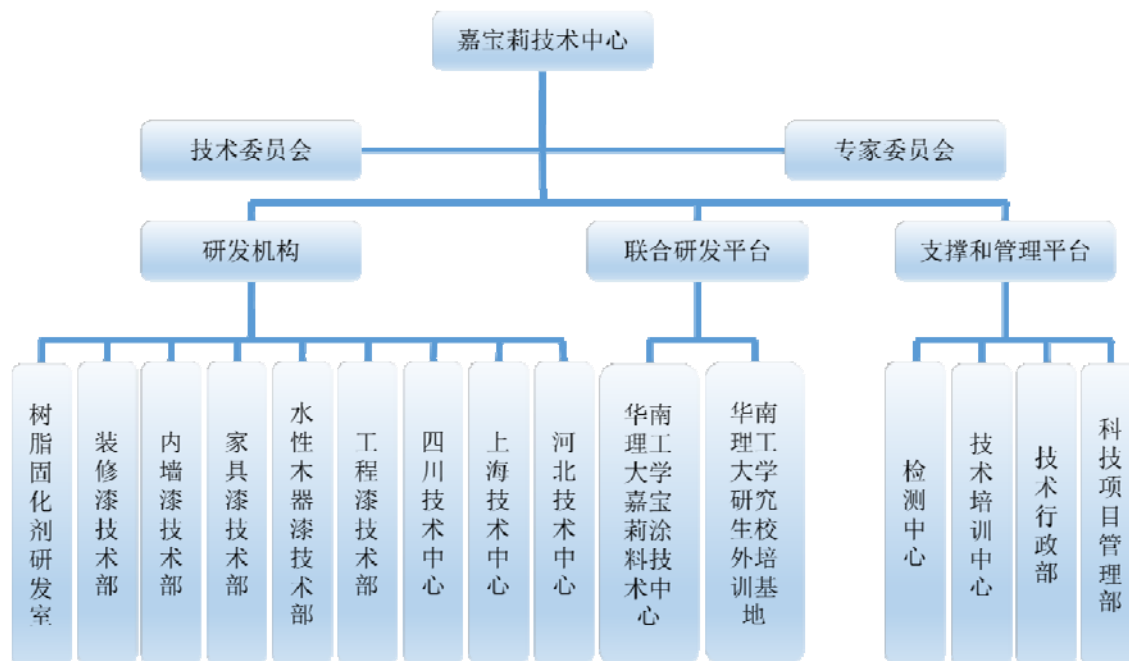 嘉宝莉技术中心
技术委员会
专家委员会
研发机构
联合研发平台
支撑和管理平台
树脂固化剂研发室
装修漆技术部
内墙漆技术部
家具漆技术部
水性木器漆技术部
工程漆技术部
四川技术中心
上海技术中心
河北技术中心
华南理工大学嘉宝莉涂料技术中心
华南理工大学研究生校外培训基地
检测中心
技术培训中心
技术行政部
科技项目管理部